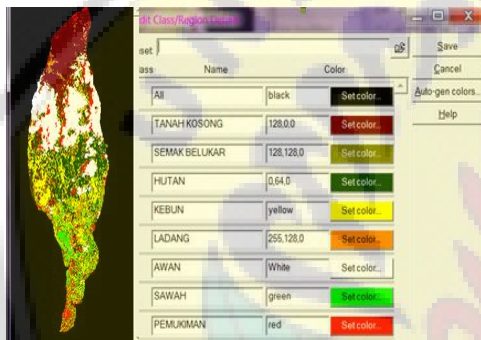 dit Class/Region Details
set
OK
Save
ass Name Color
Cancel
All black Set color...
Auto-gen colors..
TANAH KOSONG 128,0,0 Set color...
Help
SEMAK BELUKAR 128,128,0 Set color...
HUTAN 0,64,0 Set color...
KEBUN yellow Set color...
LADANG 255,128,0 Set color...
AWAN White Set color...
SAWAH green Set color...
PEMUKIMAN red Set color...